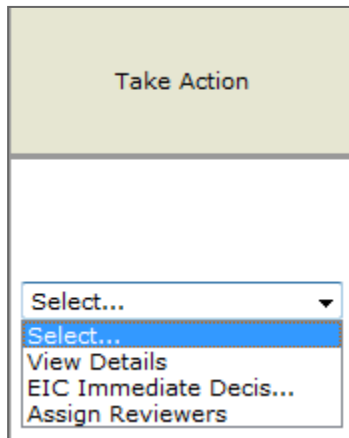 Take Action
Select...
Select...
View Details
EIC Immediate Decis...
Assign Reviewers